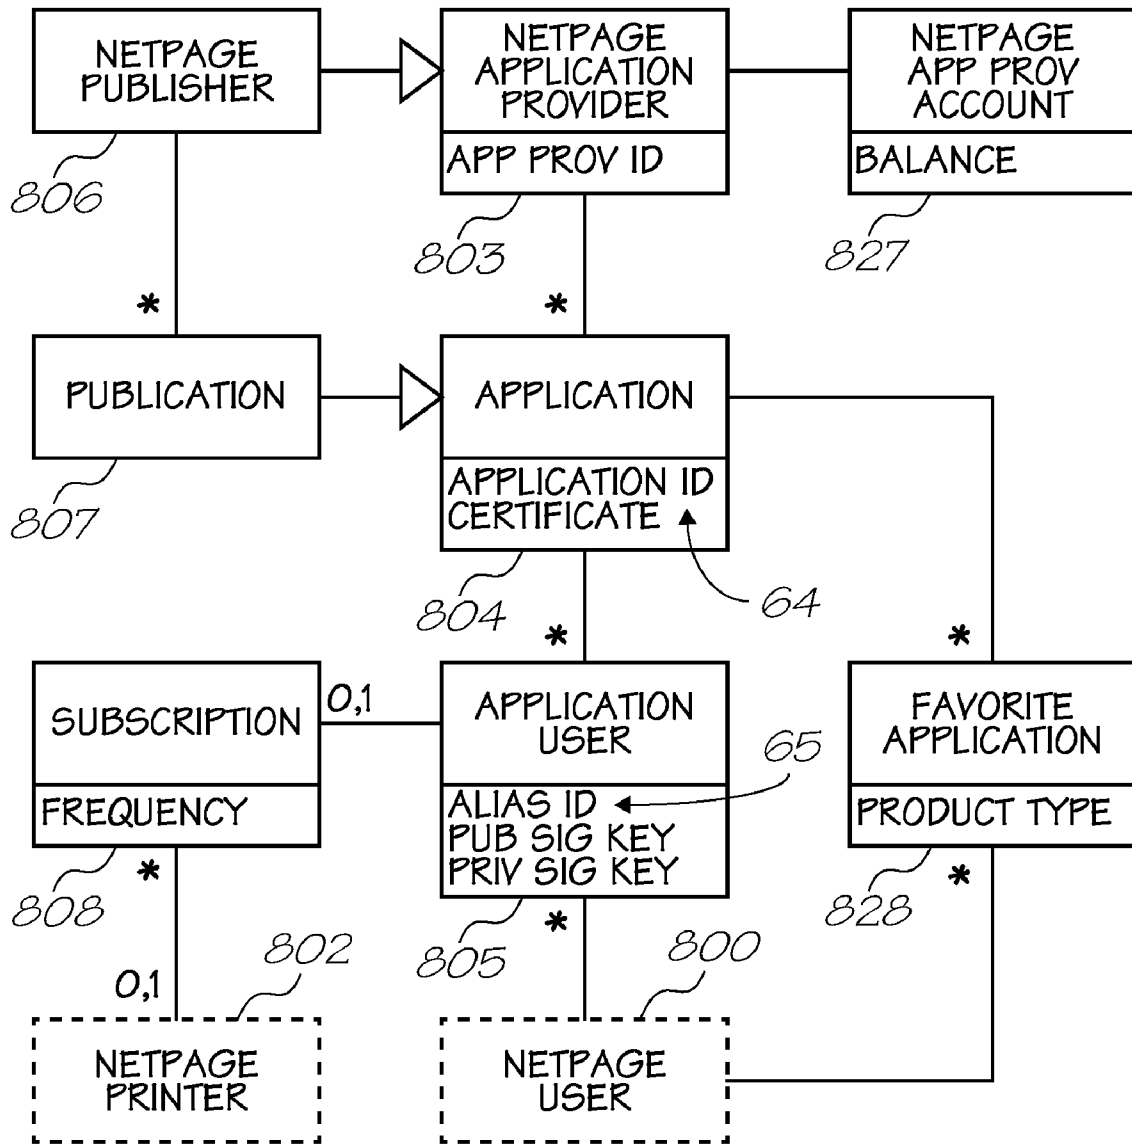 NETPAGE
PUBLISHER
NETPAGE
APPLICATION
PROVIDER
NETPAGE
APP PROV
ACCOUNT
APP PROV ID
BALANCE
806
803
827
*
*
PUBLICATION
APPLICATION
APPLICATION ID
CERTIFICATE
807
804
64
*
*
SUBSCRIPTION
0,1
APPLICATION
USER
FAVORITE
APPLICATION
65
FREQUENCY
ALIAS ID
PUB SIG KEY
PRIV SIG KEY
PRODUCT TYPE
*
*
*
808
805
828
802
800
0,1
NETPAGE
PRINTER
NETPAGE
USER